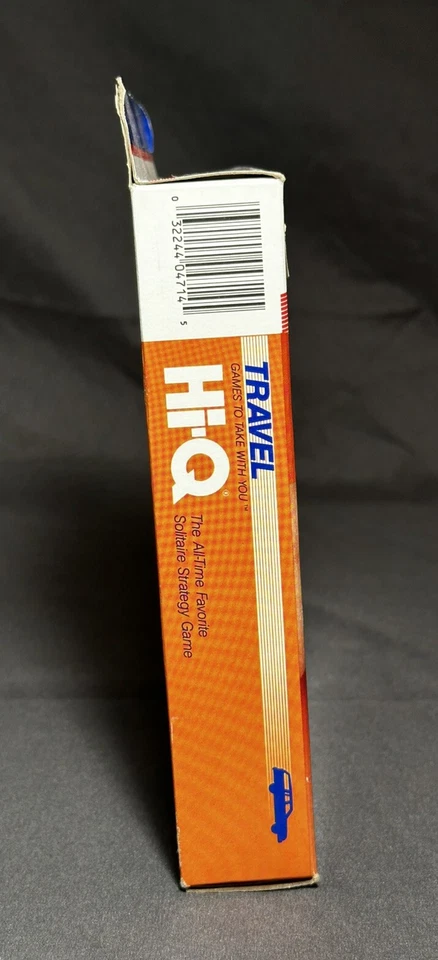 0 32244 04714 5
TRAVEL
GAMES TO TAKE WITH YOU™
Hi-Q®
The All-Time Favorite
Solitaire Strategy Game